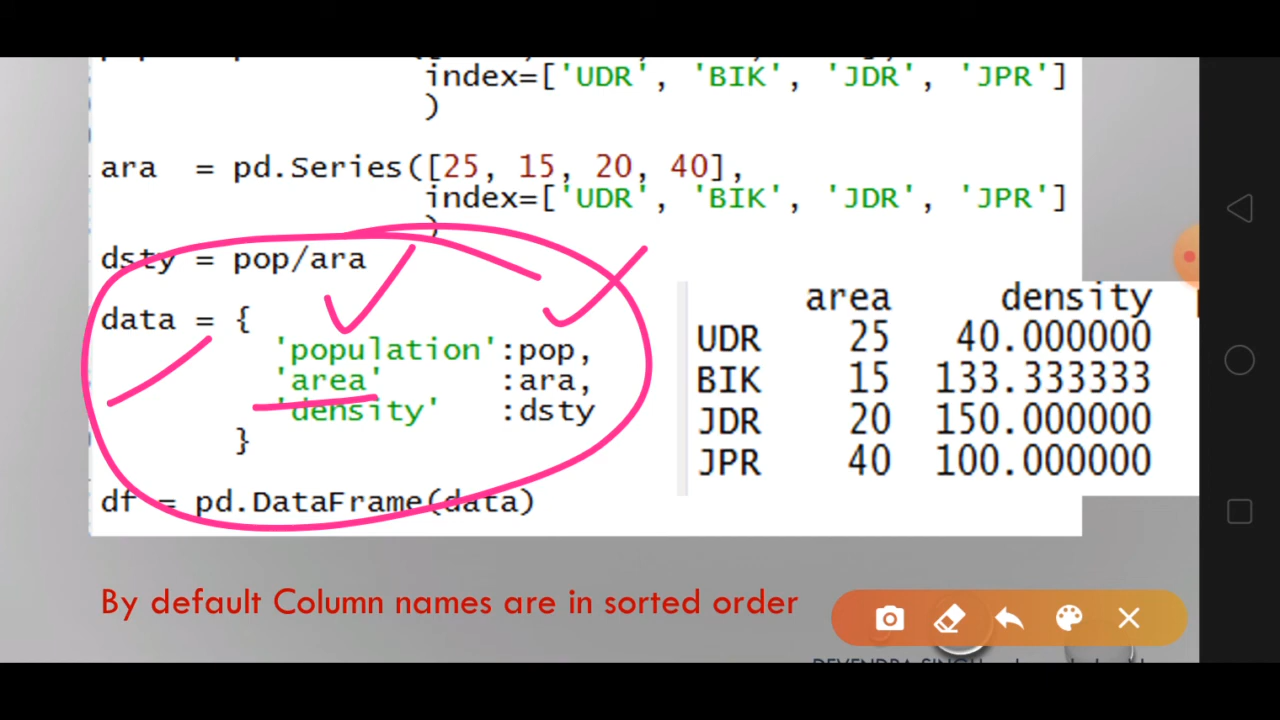 index=['UDR', 'BIK', 'JDR', 'JPR']
)
ara = pd.Series([25, 15, 20, 40],
index=['UDR', 'BIK', 'JDR', 'JPR']
)
dsty = pop/ara
data = {
'population':pop,
'area' :ara,
'density' :dsty
}
df = pd.DataFrame(data)
area density
UDR 25 40.000000
BIK 15 133.333333
JDR 20 150.000000
JPR 40 100.000000
By default Column names are in sorted order